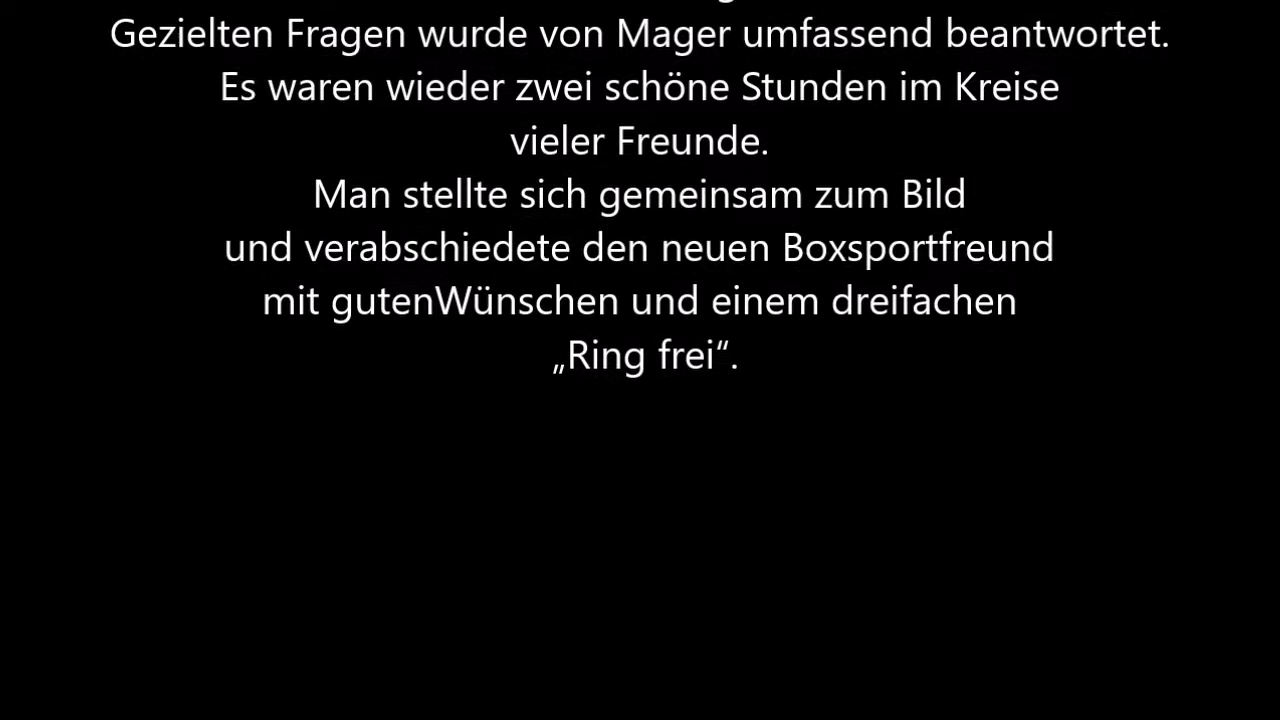 Gezielten Fragen wurde von Mager umfassend beantwortet.
Es waren wieder zwei schöne Stunden im Kreise
vieler Freunde.
Man stellte sich gemeinsam zum Bild
und verabschiedete den neuen Boxsportfreund
mit gutenWünschen und einem dreifachen
„Ring frei“.